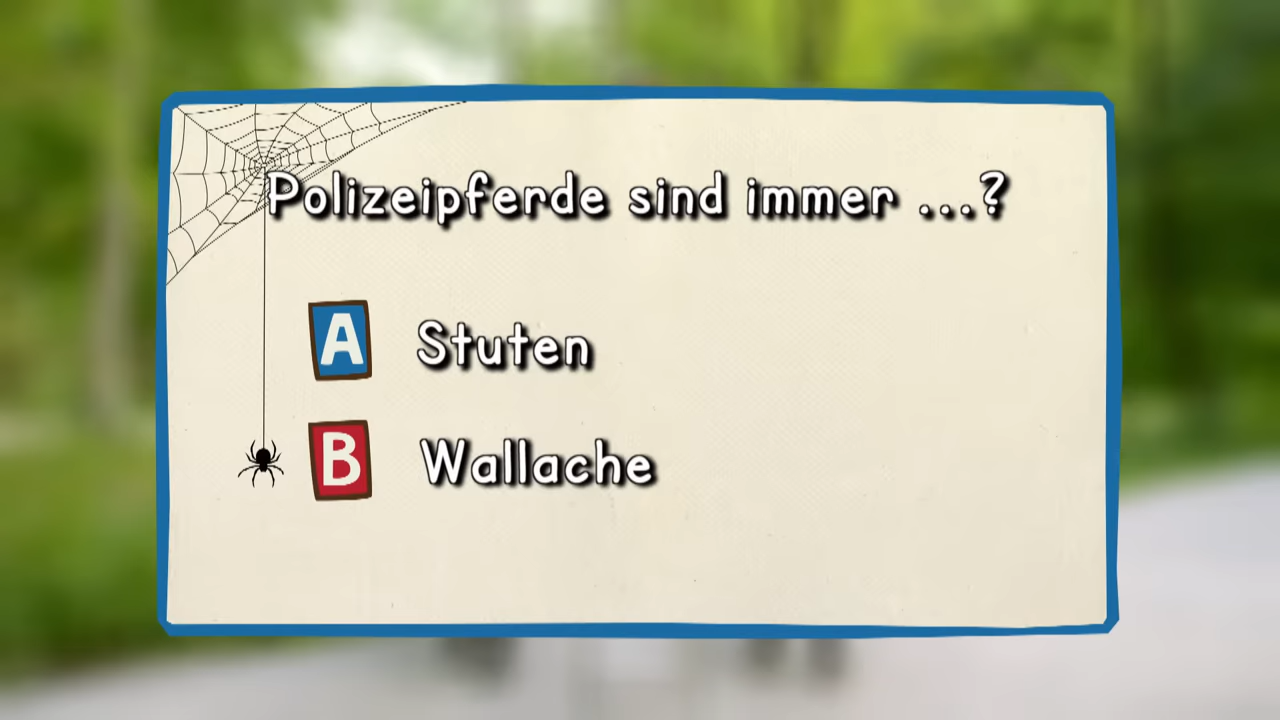 Polizeipferde sind immer ...?
A Stuten
B Wallache